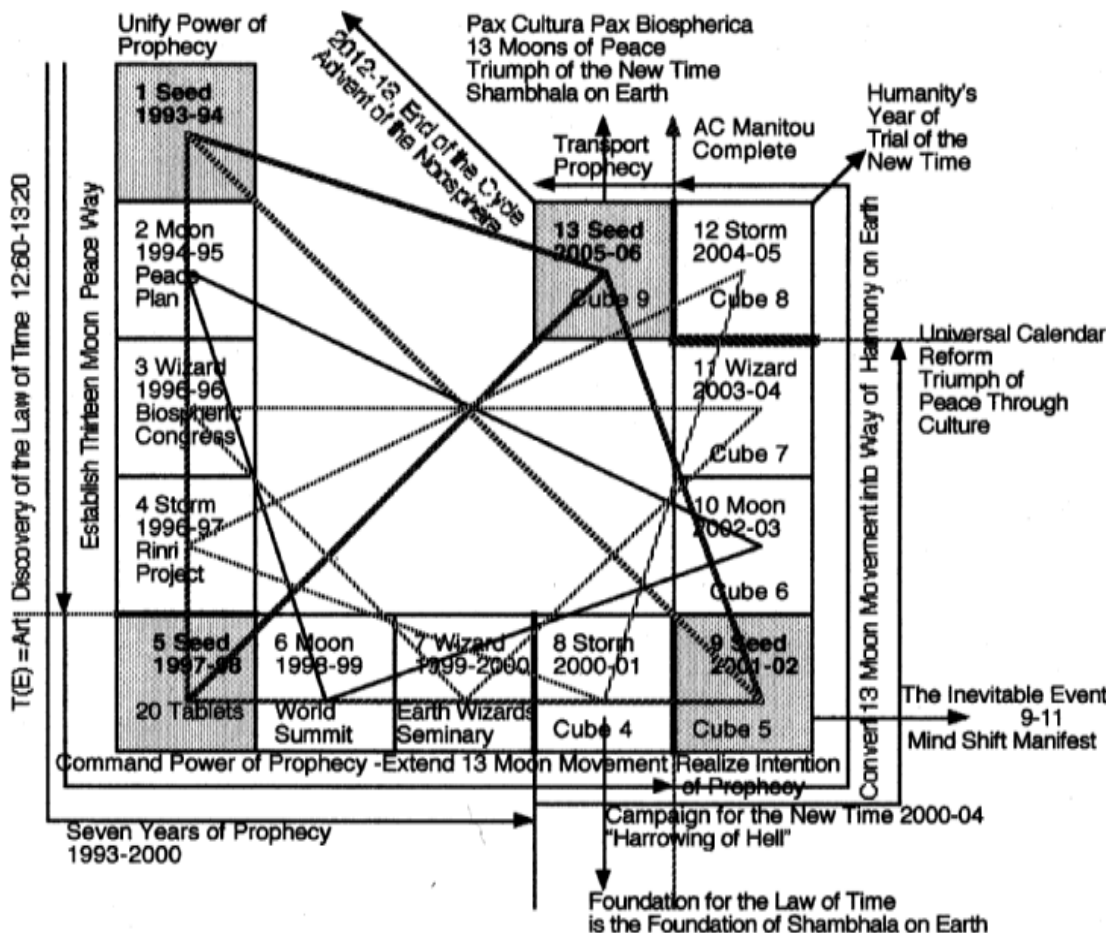 Unify Power of
Prophecy
2012-13, End of the Cycle
Advent of the Noosphere
Pax Cultura Pax Biospherica
13 Moons of Peace
Triumph of the New Time
Shambhala on Earth
Transport
Prophecy
AC Manitou
Complete
Humanity's
Year of
Trial of the
New Time
1 Seed
1993-94
2 Moon
1994-95
Peace
Plan
3 Wizard
1996-96
Biospheric
Congress
4 Storm
1996-97
Rinri
Project
5 Seed
1997-98
20 Tablets
6 Moon
1998-99
World
Summit
7 Wizard
1999-2000
Earth Wizards
Seminary
8 Storm
2000-01
Cube 4
9 Seed
2001-02
Cube 5
10 Moon
2002-03
Cube 6
11 Wizard
2003-04
Cube 7
12 Storm
2004-05
Cube 8
13 Seed
2005-06
Cube 9
T(E) =Art: Discovery of the Law of Time 12:60-13:20
Establish Thirteen Moon Peace Way
Convert 13 Moon Movement into Way of Harmony on Earth
Universal Calendar
Reform
Triumph of
Peace Through
Culture
The Inevitable Event
9-11
Mind Shift Manifest
Command Power of Prophecy -Extend 13 Moon Movement
Realize Intention
of Prophecy
Seven Years of Prophecy
1993-2000
Campaign for the New Time 2000-04
"Harrowing of Hell"
Foundation for the Law of Time
is the Foundation of Shambhala on Earth